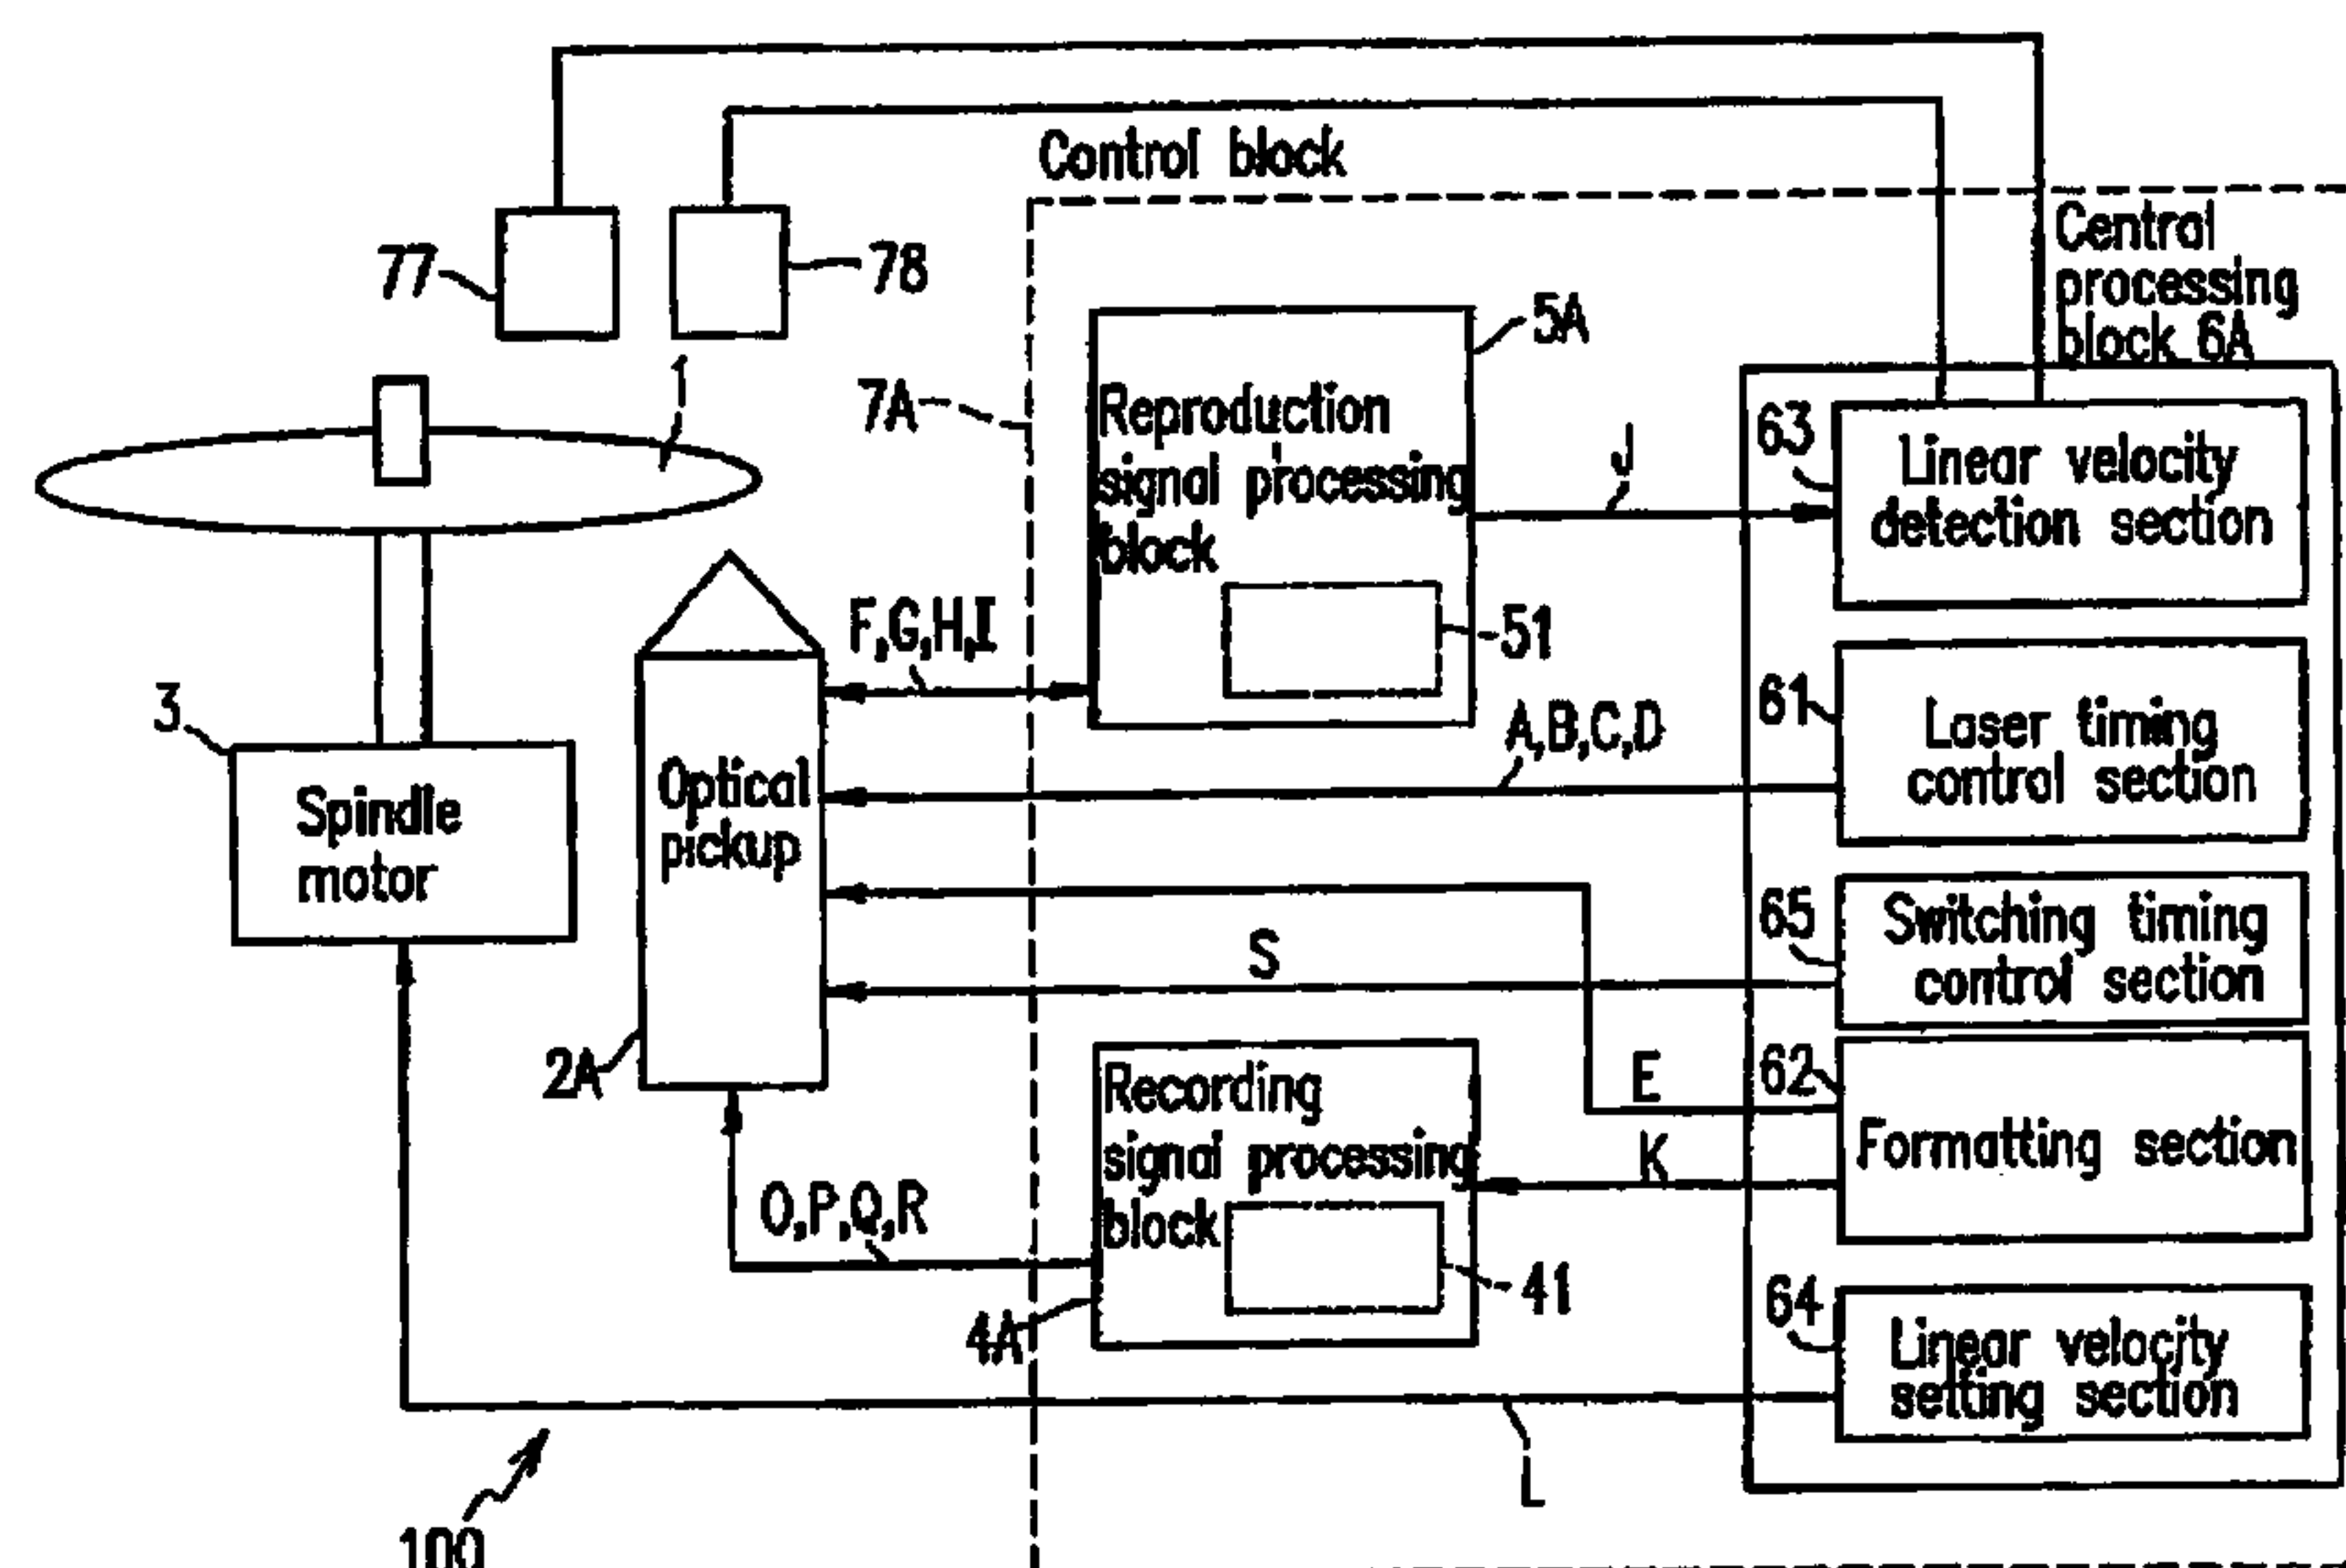 Control block
Central
processing
block 6A
77
78
1
7A
5A
Reproduction
signal processing
block
51
J
63
Linear velocity
detection section
F,G,H,I
A,B,C,D
61
Laser timing
control section
3
Spindle
motor
Optical
pickup
2A
65
Switching timing
control section
S
E
62
Formatting section
K
Recording
signal processing
block
41
4A
O,P,Q,R
64
Linear velocity
setting section
L
100